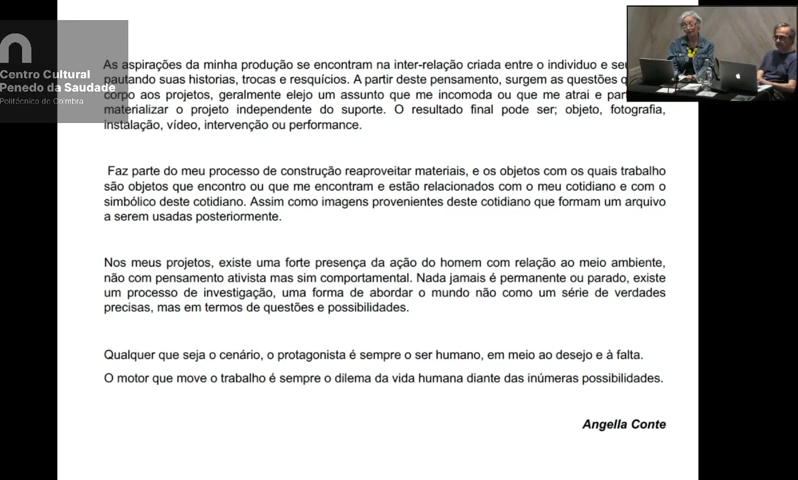 Centro Cultural
Penedo da Saudade
Politécnico de Coimbra
As aspirações da minha produção se encontram na inter-relação criada entre o individuo e seu
pautando suas historias, trocas e resquícios. A partir deste pensamento, surgem as questões
corpo aos projetos, geralmente elejo um assunto que me incomoda ou que me atrai e
materializar o projeto independente do suporte. O resultado final pode ser; objeto, fotografia,
instalação, vídeo, intervenção ou performance.
Faz parte do meu processo de construção reaproveitar materiais, e os objetos com os quais trabalho
são objetos que encontro ou que me encontram e estão relacionados com o meu cotidiano e com o
simbólico deste cotidiano. Assim como imagens provenientes deste cotidiano que formam um arquivo
a serem usadas posteriormente.
Nos meus projetos, existe uma forte presença da ação do homem com relação ao meio ambiente,
não com pensamento ativista mas sim comportamental. Nada jamais é permanente ou parado, existe
um processo de investigação, uma forma de abordar o mundo não como um série de verdades
precisas, mas em termos de questões e possibilidades.
Qualquer que seja o cenário, o protagonista é sempre o ser humano, em meio ao desejo e à falta.
O motor que move o trabalho é sempre o dilema da vida humana diante das inúmeras possibilidades.
Angella Conte